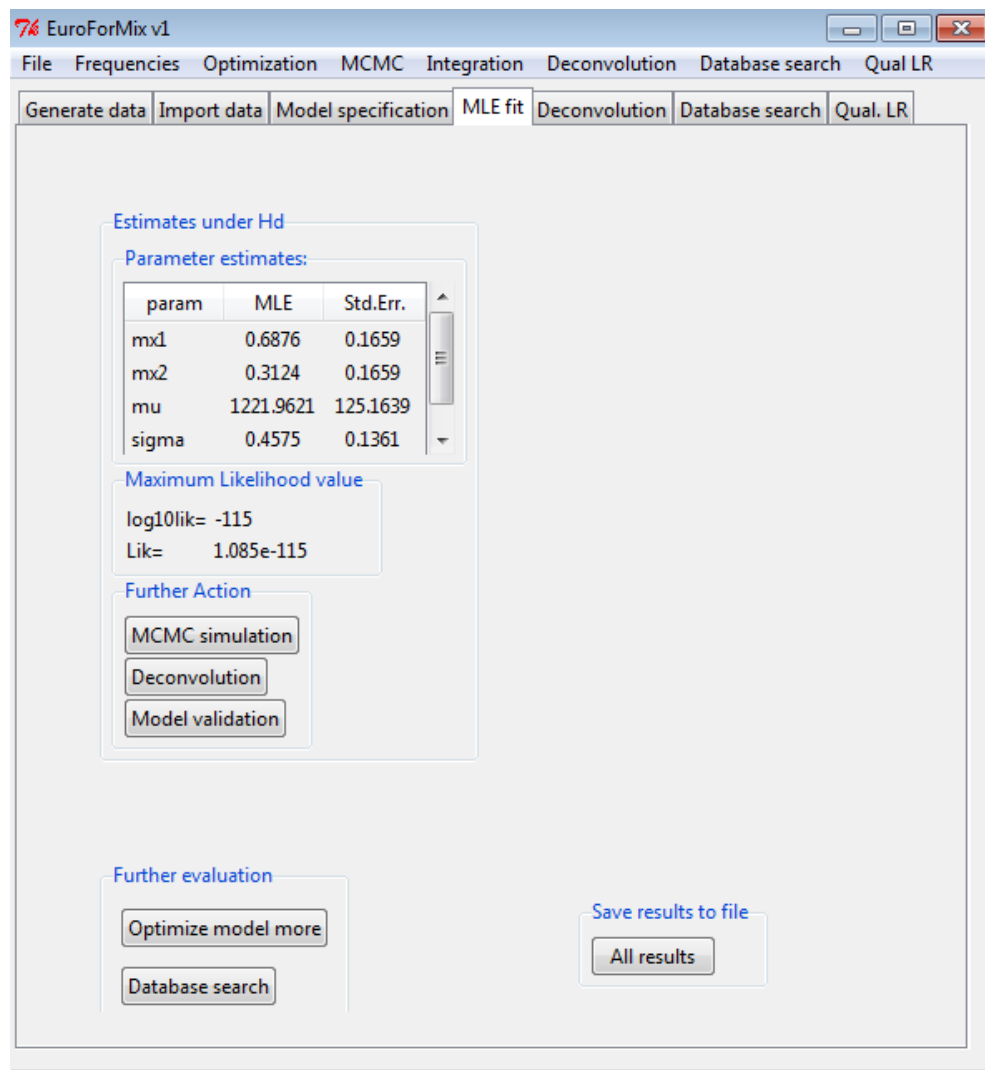 EuroForMix v1
File Frequencies Optimization MCMC Integration Deconvolution Database search Qual LR
Generate data Import data Model specification MLE fit Deconvolution Database search Qual. LR
Estimates under Hd
Parameter estimates:
param MLE Std.Err.
mx1 0.6876 0.1659
mx2 0.3124 0.1659
mu 1221.9621 125.1639
sigma 0.4575 0.1361
Maximum Likelihood value
log10lik= -115
Lik= 1.085e-115
Further Action
MCMC simulation
Deconvolution
Model validation
Further evaluation
Optimize model more
Database search
Save results to file
All results